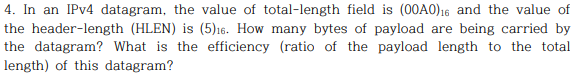 4. In an IPv4 datagram, the value of total-length field is (00A0)₁₆ and the value of
the header-length (HLEN) is (5)₁₆. How many bytes of payload are being carried by
the datagram? What is the efficiency (ratio of the payload length to the total
length) of this datagram?